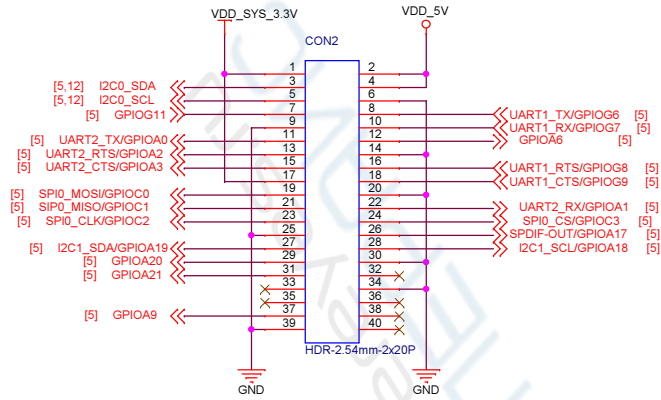 VDD_SYS_3.3V
VDD_5V
CON2
1 2
[5,12] I2C0_SDA 3 4
[5,12] I2C0_SCL 5 6
[5] GPIOG11 7 8 UART1_TX/GPIOG6 [5]
9 10 UART1_RX/GPIOG7 [5]
[5] UART2_TX/GPIOA0 11 12 GPIOA6 [5]
[5] UART2_RTS/GPIOA2 13 14
[5] UART2_CTS/GPIOA3 15 16 UART1_RTS/GPIOG8 [5]
17 18 UART1_CTS/GPIOG9 [5]
[5] SPI0_MOSI/GPIOC0 19 20
[5] SIP0_MISO/GPIOC1 21 22 UART2_RX/GPIOA1 [5]
[5] SPI0_CLK/GPIOC2 23 24 SPI0_CS/GPIOC3 [5]
25 26 SPDIF-OUT/GPIOA17 [5]
[5] I2C1_SDA/GPIOA19 27 28 I2C1_SCL/GPIOA18 [5]
[5] GPIOA20 29 30
[5] GPIOA21 31 32
33 34
35 36
[5] GPIOA9 37 38
39 40
HDR-2.54mm-2x20P
GND
GND